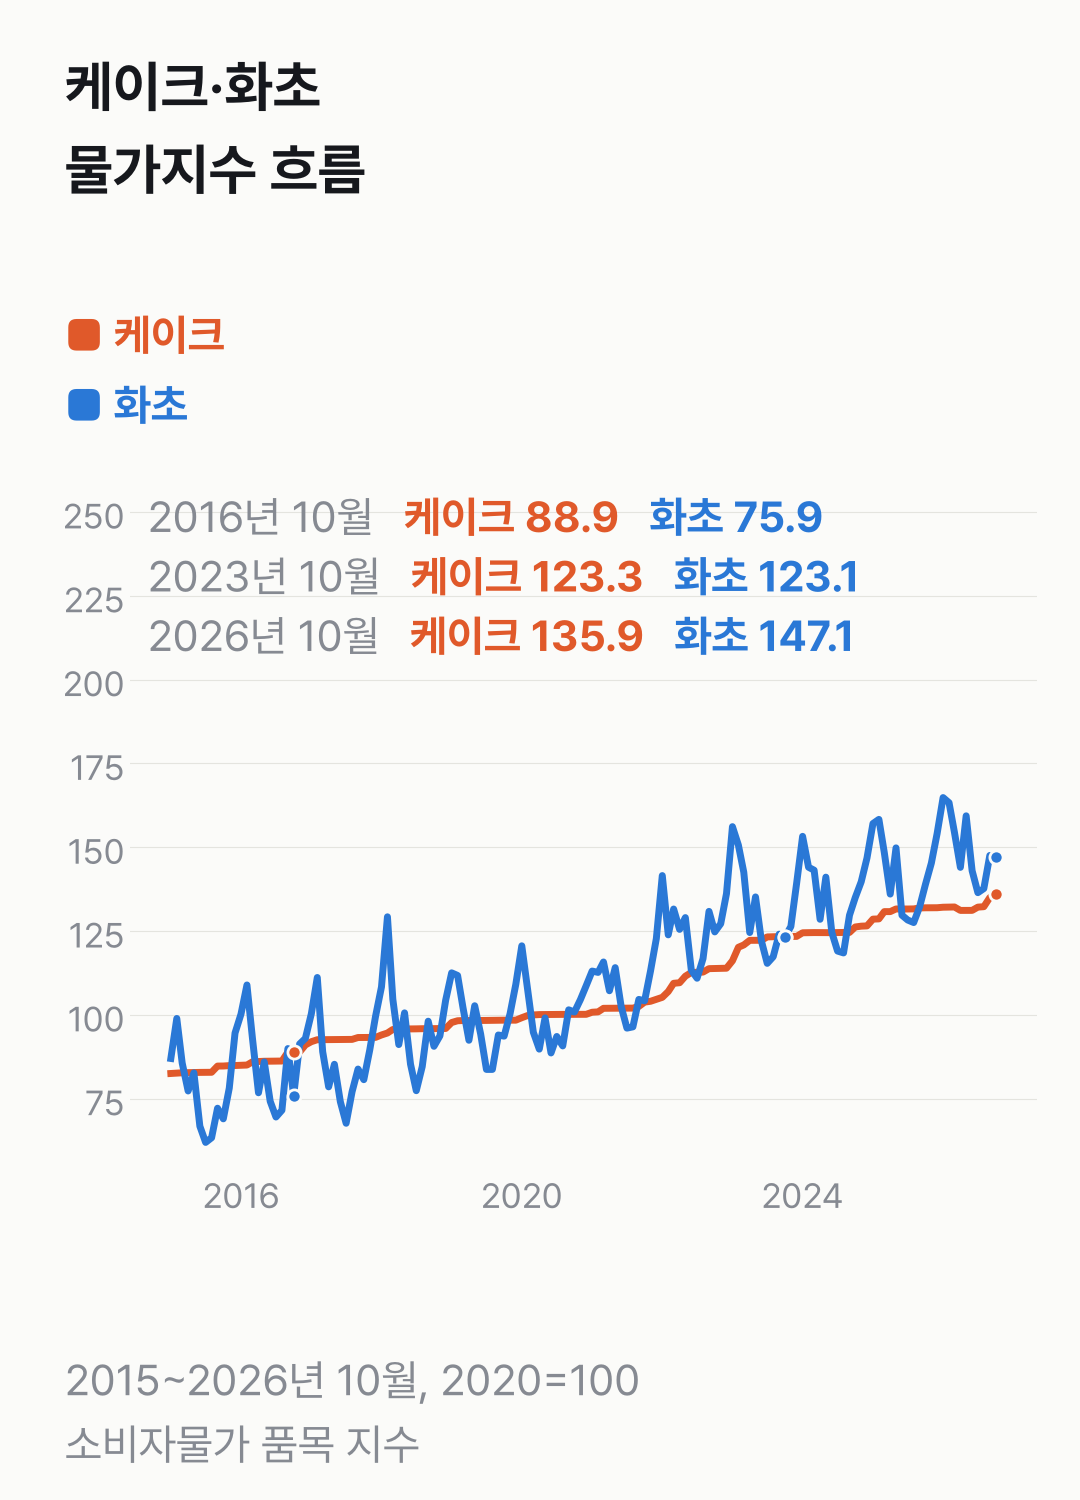 케이크·화초
물가지수 흐름
케이크
화초
250
2016년 10월 케이크 88.9 화초 75.9
2023년 10월 케이크 123.3 화초 123.1
225
2026년 10월 케이크 135.9 화초 147.1
200
175
150
125
100
75
2016 2020 2024
2015~2026년 10월, 2020=100
소비자물가 품목 지수